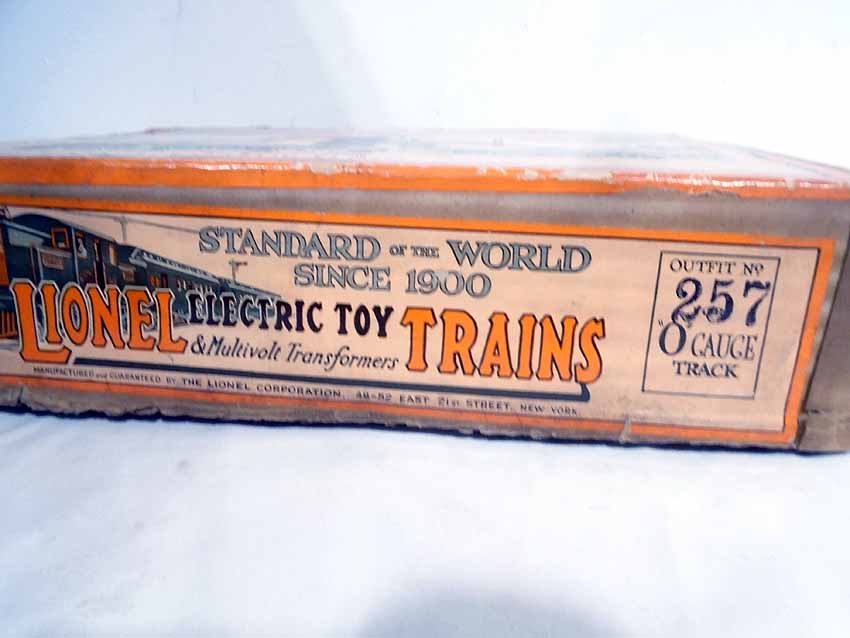 STANDARD OF THE WORLD
SINCE 1900
LIONEL ELECTRIC TOY TRAINS
& Multivolt Transformers
MANUFACTURED AND GUARANTEED BY THE LIONEL CORPORATION, 48-52 EAST 21ST STREET, NEW YORK.
OUTFIT Nº
257
"O" GAUGE
TRACK